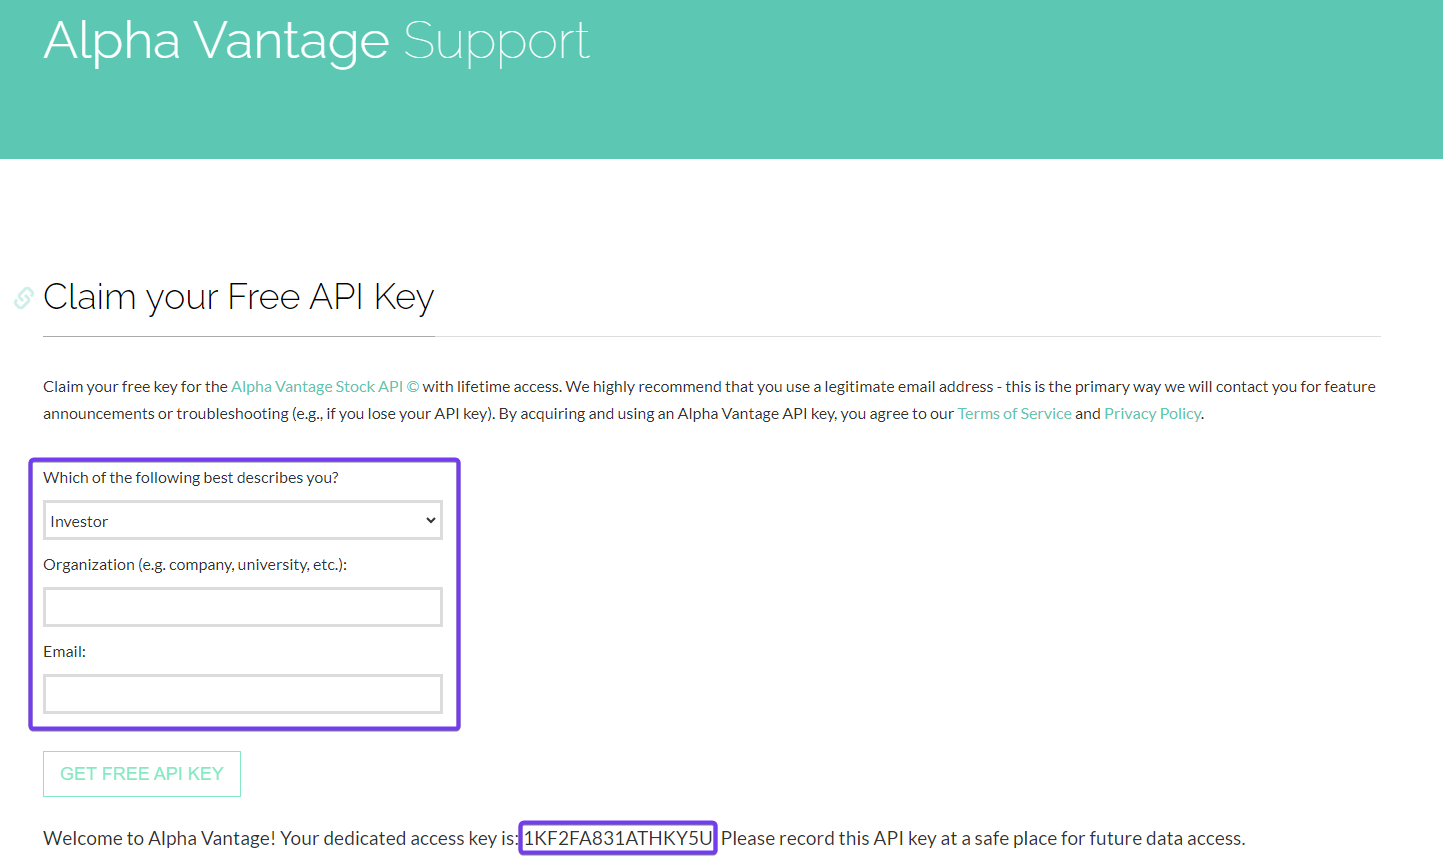 Alpha Vantage Support
Claim your Free API Key
Claim your free key for the Alpha Vantage Stock API © with lifetime access. We highly recommend that you use a legitimate email address - this is the primary way we will contact you for feature
announcements or troubleshooting (e.g., if you lose your API key). By acquiring and using an Alpha Vantage API key, you agree to our Terms of Service and Privacy Policy.
Which of the following best describes you?
Investor
Organization (e.g. company, university, etc.):
Email:
GET FREE API KEY
Welcome to Alpha Vantage! Your dedicated access key is: 1KF2FA831ATHKY5U Please record this API key at a safe place for future data access.